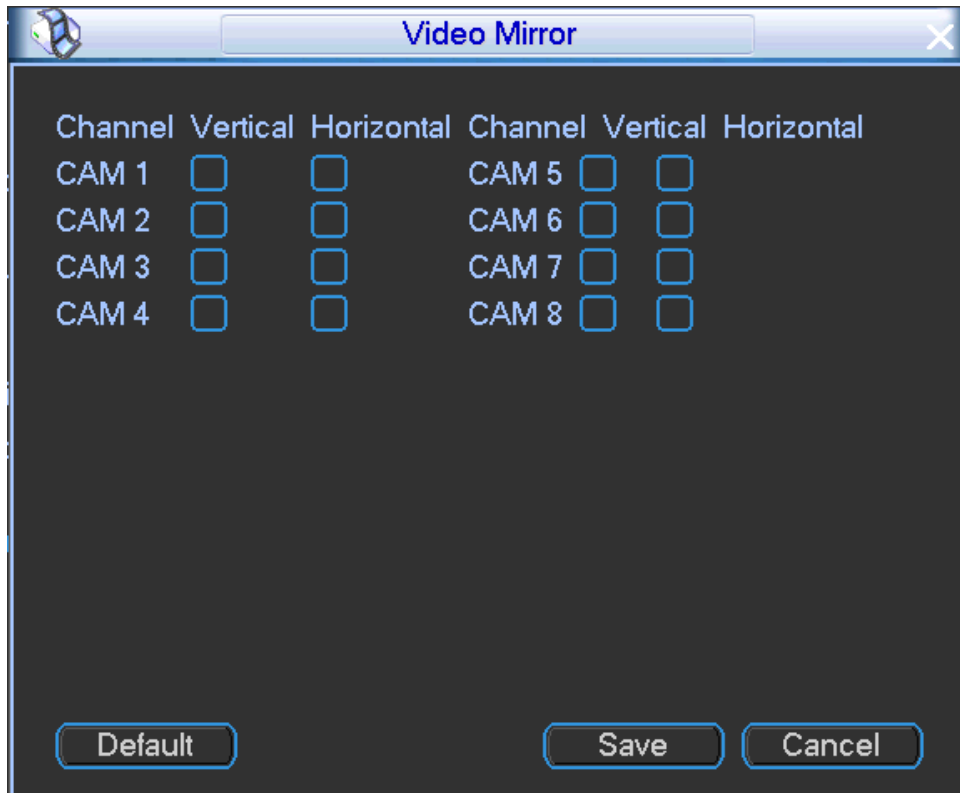 Video Mirror
Channel Vertical Horizontal Channel Vertical Horizontal
CAM 1 CAM 5
CAM 2 CAM 6
CAM 3 CAM 7
CAM 4 CAM 8
Default Save Cancel